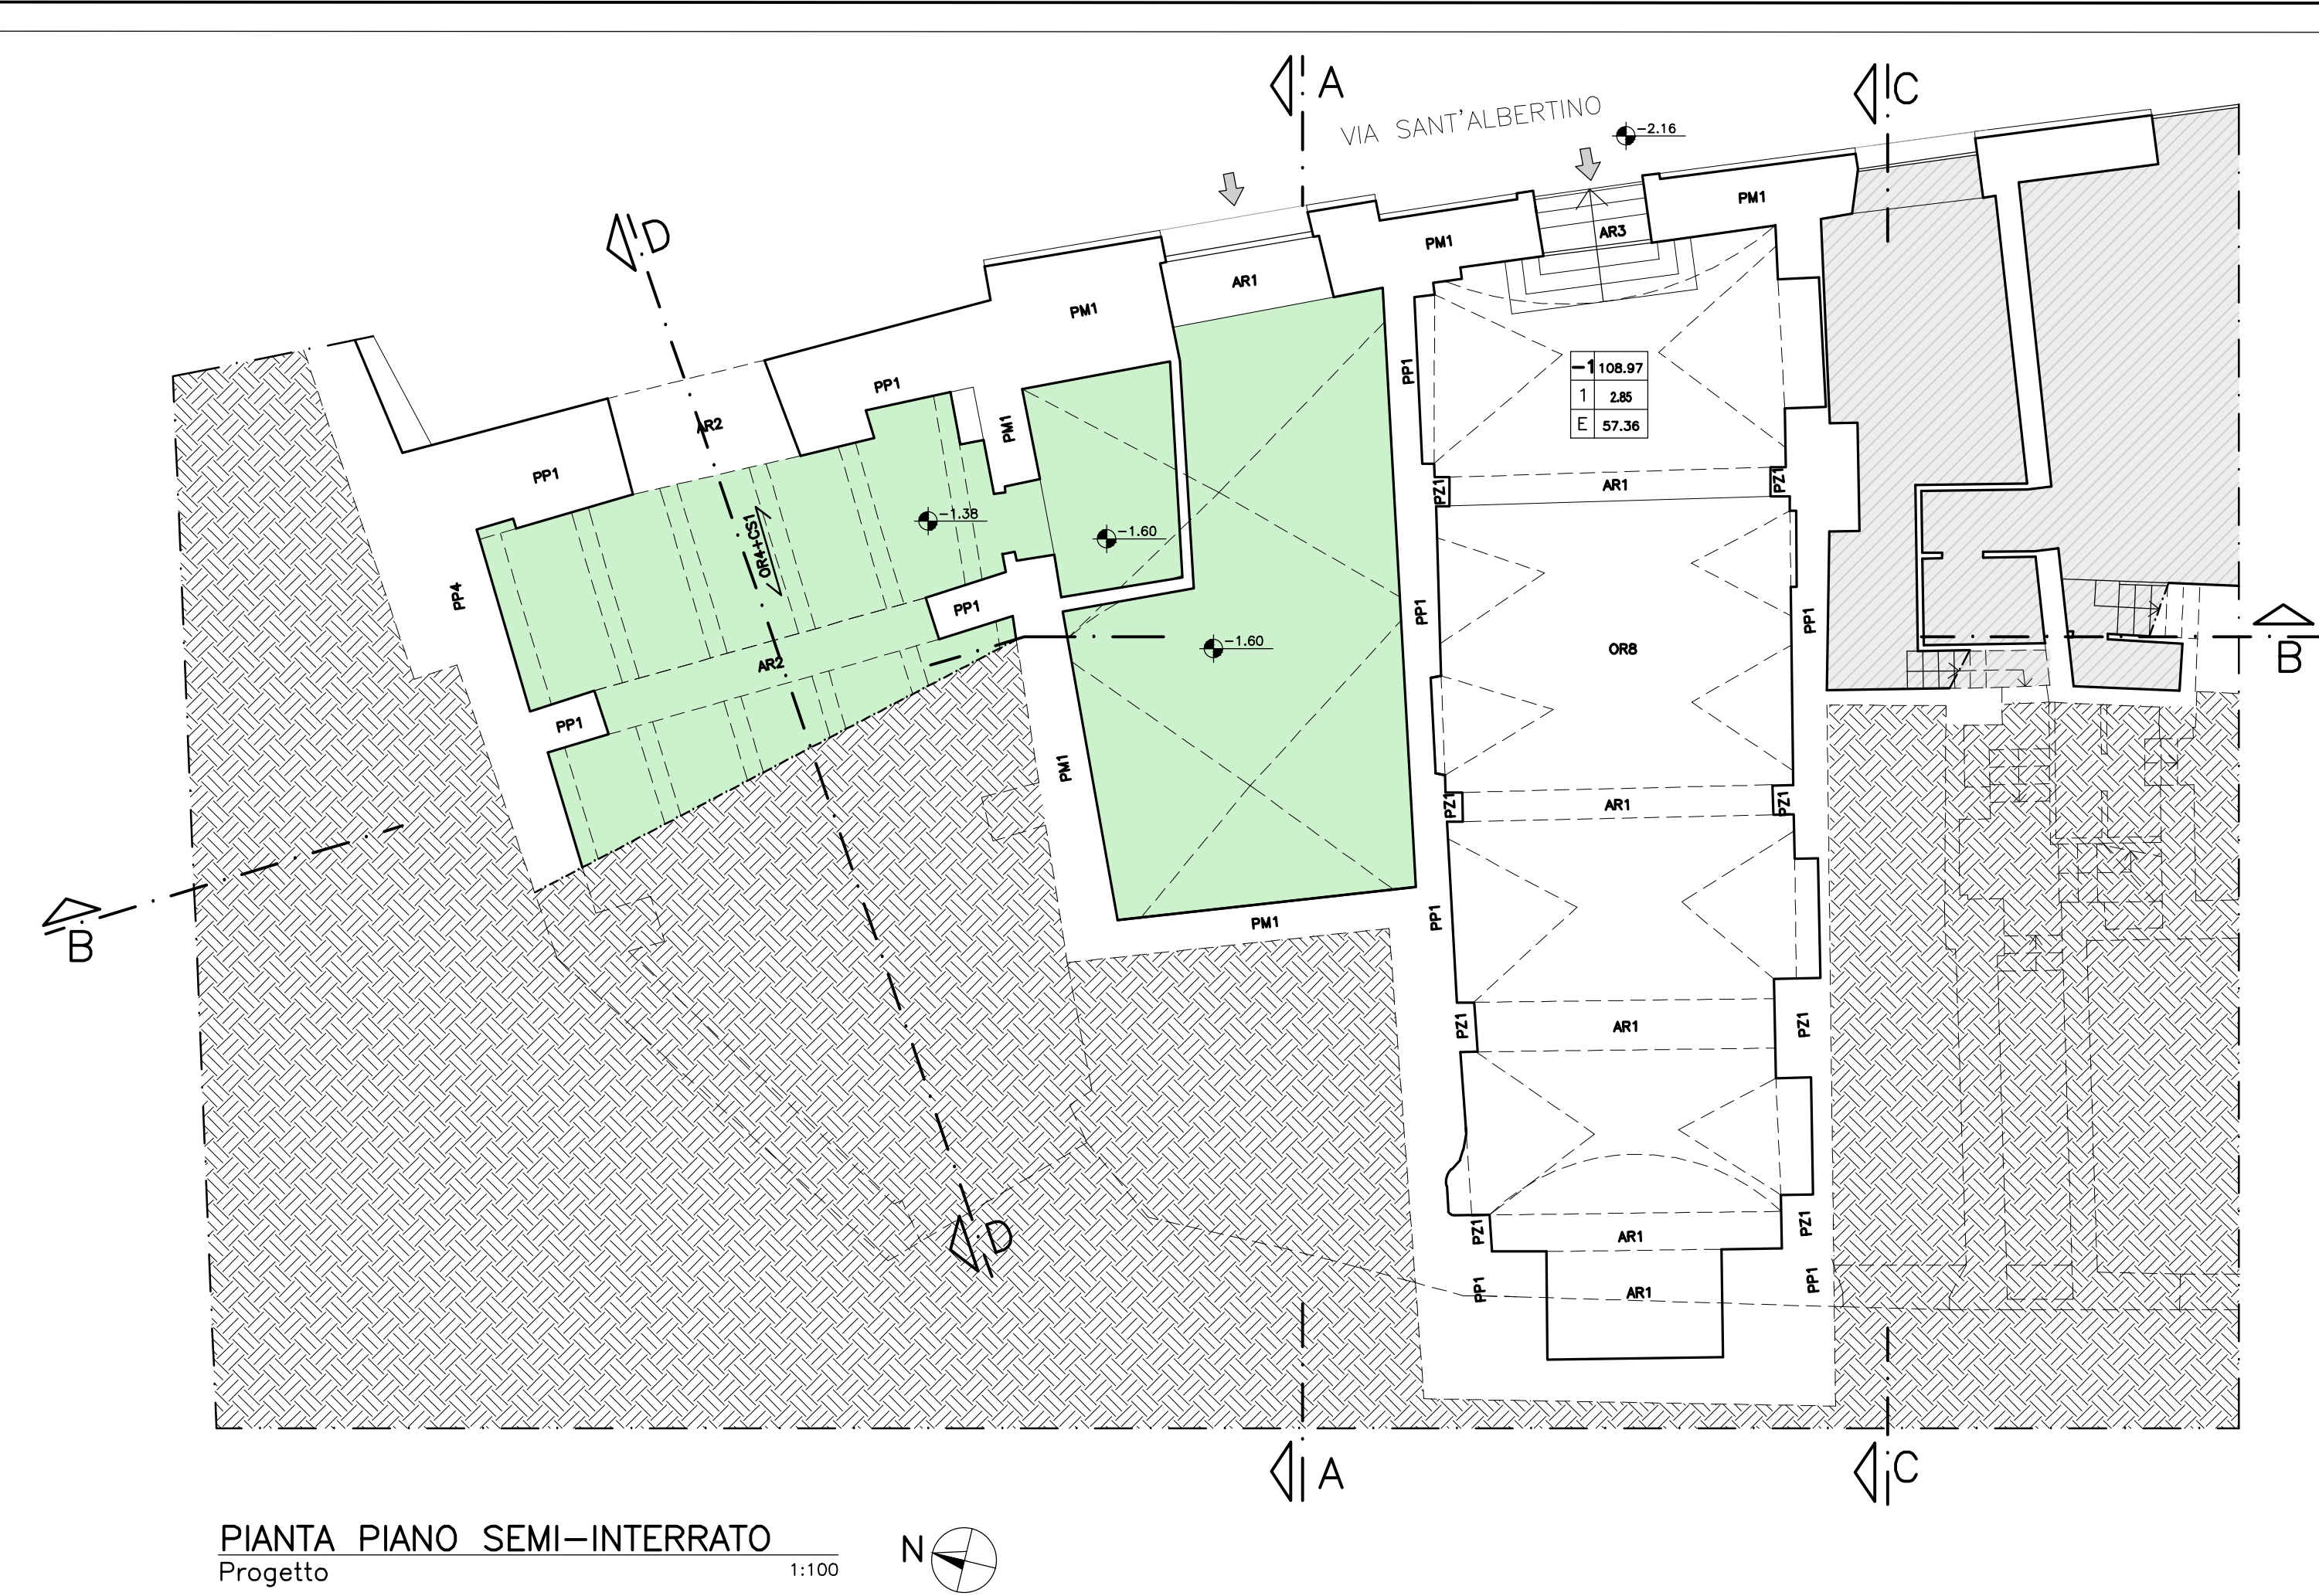 A
C
VIA SANT'ALBERTINO
-2.16
D
PM1
AR3
PM1
AR1
PM1
-1 108.97
1 2.85
E 57.36
PP1
PP1
AR2
PM1
PP1
AR1
PZ1
PZ1
-1.38
-1.60
OR4+CS1
PP4
PP1
PP1
PP1
-1.60
OR8
B
AR2
PP1
PM1
AR1
PZ1
PZ1
B
PM1
PP1
PZ1
AR1
PZ1
D
PZ1
AR1
PZ1
PP1
AR1
PP1
A
C
PIANTA PIANO SEMI-INTERRATO
Progetto 1:100
N